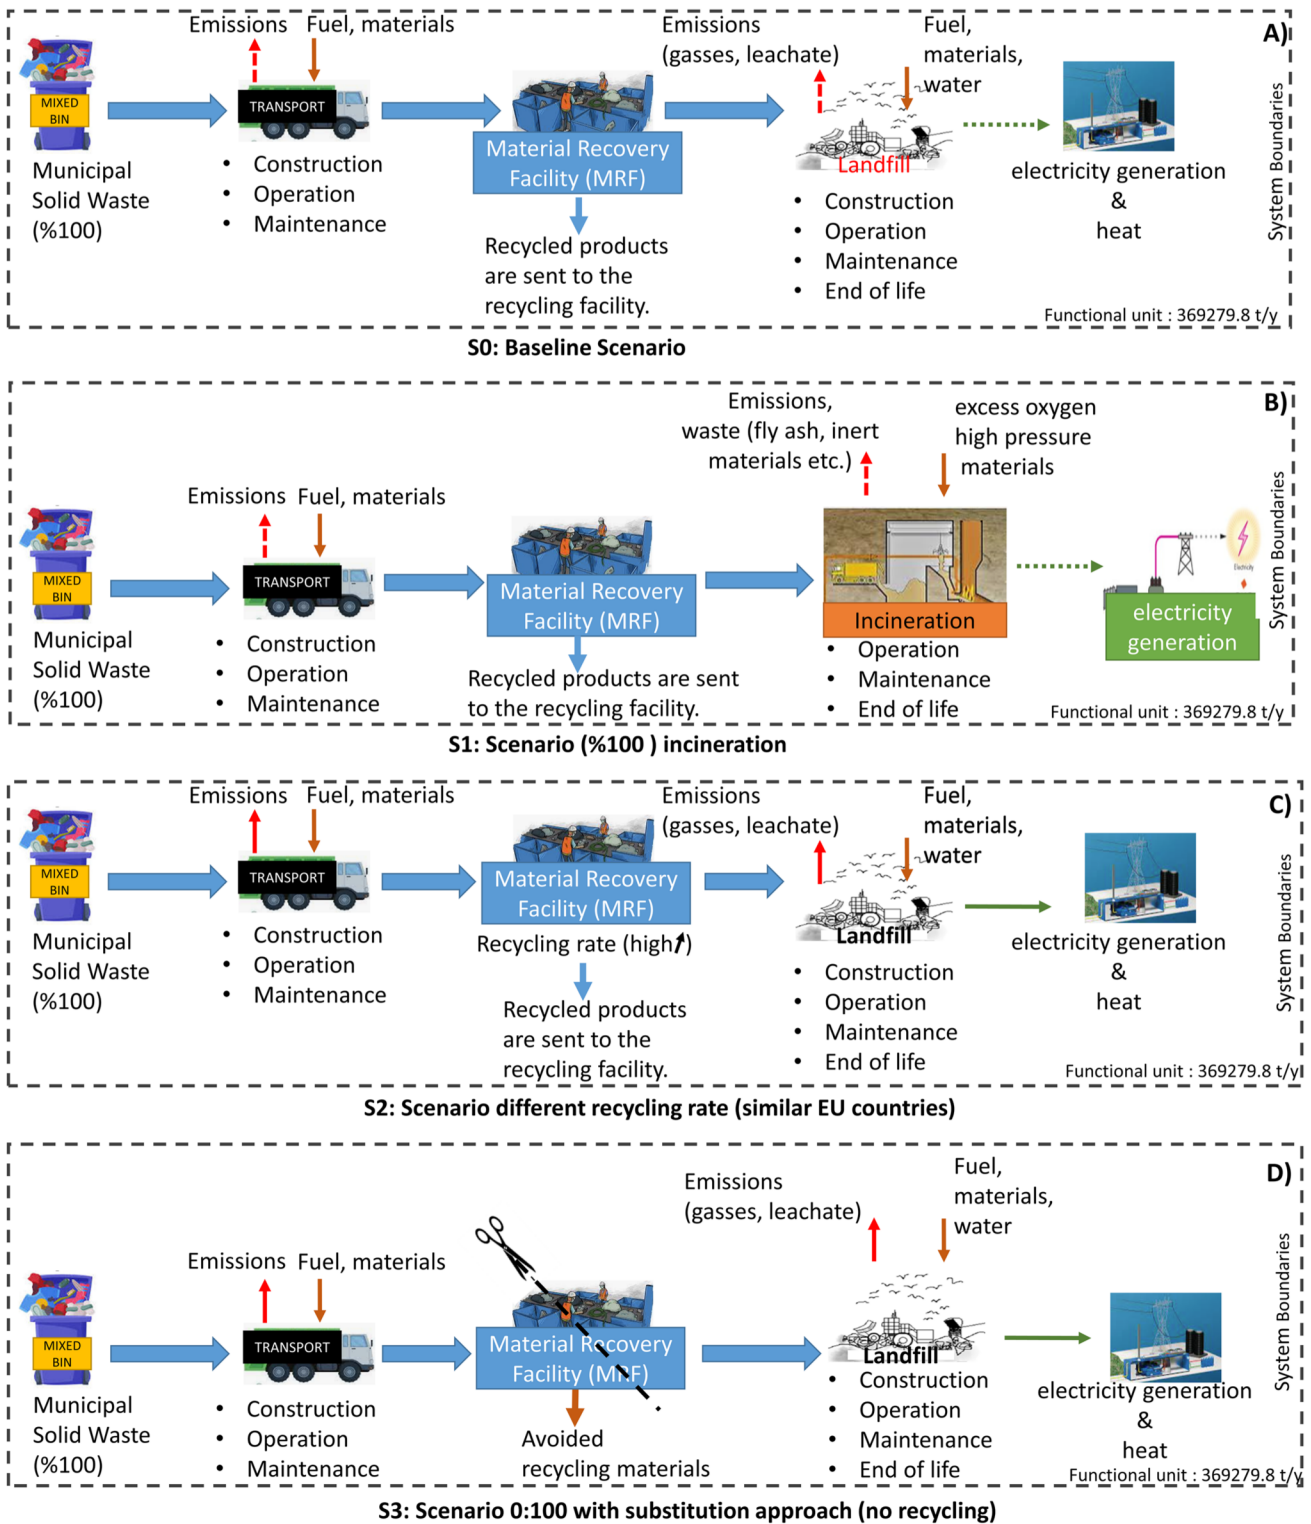 A)
Emissions
Fuel, materials
Emissions
(gasses, leachate)
Fuel,
materials,
water
MIXED
BIN
TRANSPORT
Municipal
Solid Waste
(%100)
• Construction
• Operation
• Maintenance
Material Recovery
Facility (MRF)
Recycled products
are sent to the
recycling facility.
Landfill
• Construction
• Operation
• Maintenance
• End of life
electricity generation
&
heat
System Boundaries
Functional unit : 369279.8 t/y
S0: Baseline Scenario
B)
Emissions,
waste (fly ash, inert
materials etc.)
excess oxygen
high pressure
materials
Emissions
Fuel, materials
MIXED
BIN
TRANSPORT
Municipal
Solid Waste
(%100)
• Construction
• Operation
• Maintenance
Material Recovery
Facility (MRF)
Recycled products are sent
to the recycling facility.
Incineration
• Operation
• Maintenance
• End of life
Electricity
electricity
generation
System Boundaries
Functional unit : 369279.8 t/y
S1: Scenario (%100 ) incineration
C)
Emissions
Fuel, materials
Emissions
(gasses, leachate)
Fuel,
materials,
water
MIXED
BIN
TRANSPORT
Municipal
Solid Waste
(%100)
• Construction
• Operation
• Maintenance
Material Recovery
Facility (MRF)
Recycling rate (high)
Recycled products
are sent to the
recycling facility.
Landfill
• Construction
• Operation
• Maintenance
• End of life
electricity generation
&
heat
System Boundaries
Functional unit : 369279.8 t/y
S2: Scenario different recycling rate (similar EU countries)
D)
Emissions
(gasses, leachate)
Fuel,
materials,
water
Emissions
Fuel, materials
MIXED
BIN
TRANSPORT
Municipal
Solid Waste
(%100)
• Construction
• Operation
• Maintenance
Material Recovery
Facility (MRF)
Avoided
recycling materials
Landfill
• Construction
• Operation
• Maintenance
• End of life
electricity generation
&
heat
System Boundaries
Functional unit : 369279.8 t/y
S3: Scenario 0:100 with substitution approach (no recycling)